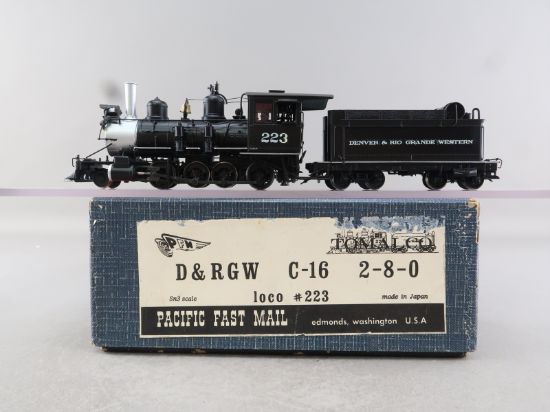 223
DENVER & RIO GRANDE WESTERN
PFM
TOMALCO
D&RGW C-16 2-8-0
Sn3 scale loco #223 made in Japan
PACIFIC FAST MAIL edmonds, washington U.S.A